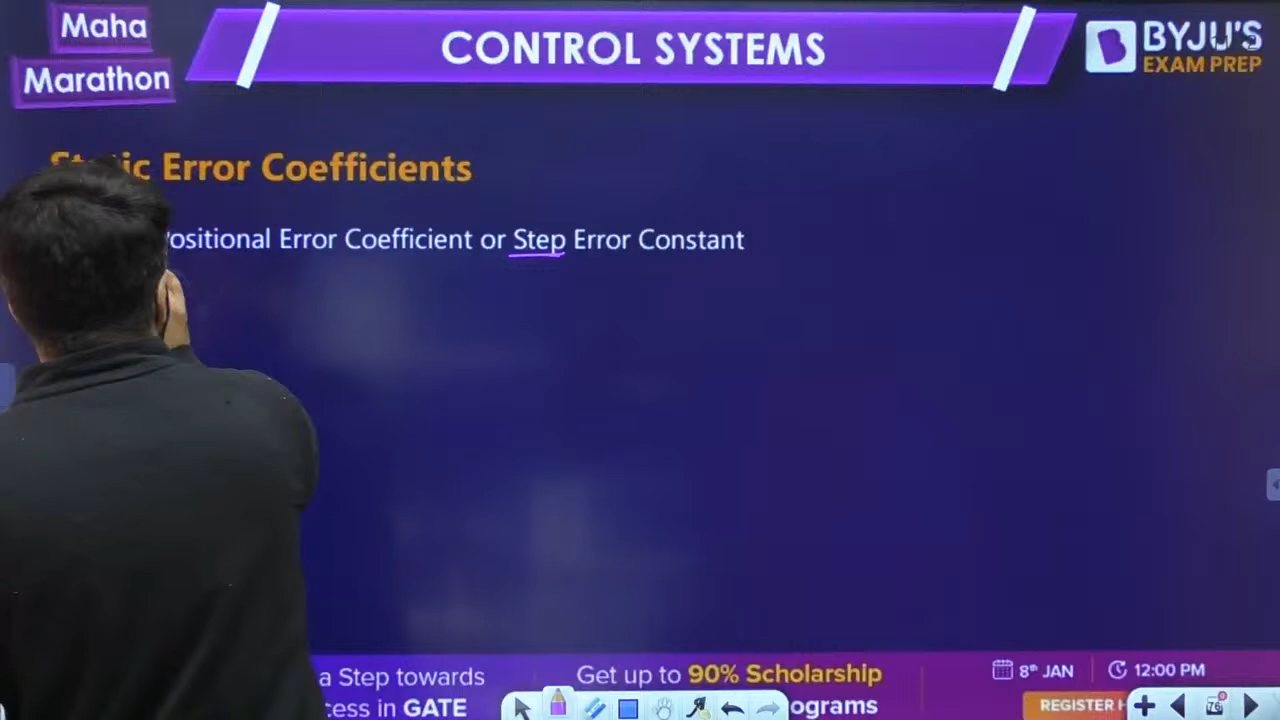 Maha
Marathon
CONTROL SYSTEMS
BYJU'S
EXAM PREP
Error Coefficients
ositional Error Coefficient or Step Error Constant
a Step towards
cess in GATE
Get up to 90% Scholarship
ograms
8th JAN
12:00 PM
REGISTER
76